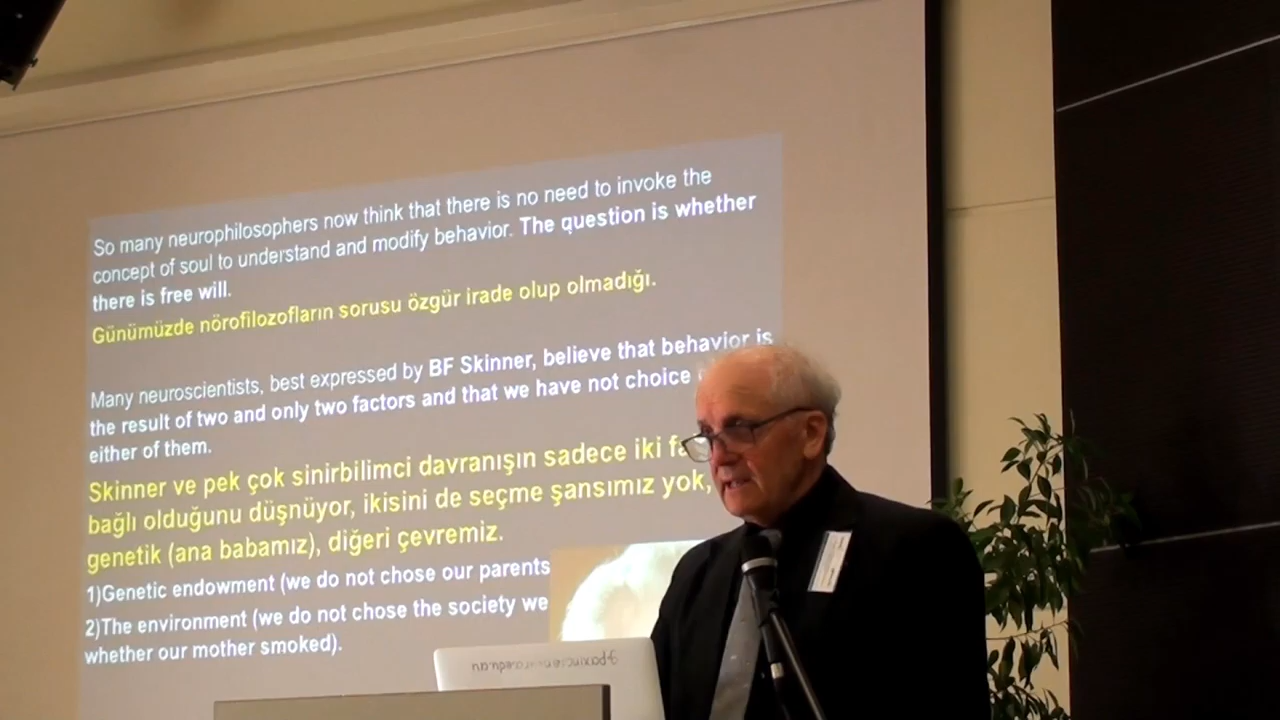 So many neurophilosophers now think that there is no need to invoke the
concept of soul to understand and modify behavior. The question is whether
there is free will.
Günümüzde nörofilozofların sorusu özgür irade olup olmadığı.
Many neuroscientists, best expressed by BF Skinner, believe that behavior is
the result of two and only two factors and that we have not choice
either of them.
Skinner ve pek çok sinirbilimci davranışın sadece iki
bağlı olduğunu düşnüyor, ikisini de seçme şansımız yok,
genetik (ana babamız), diğeri çevremiz.
1)Genetic endowment (we do not chose our parents
2)The environment (we do not chose the society we
whether our mother smoked).